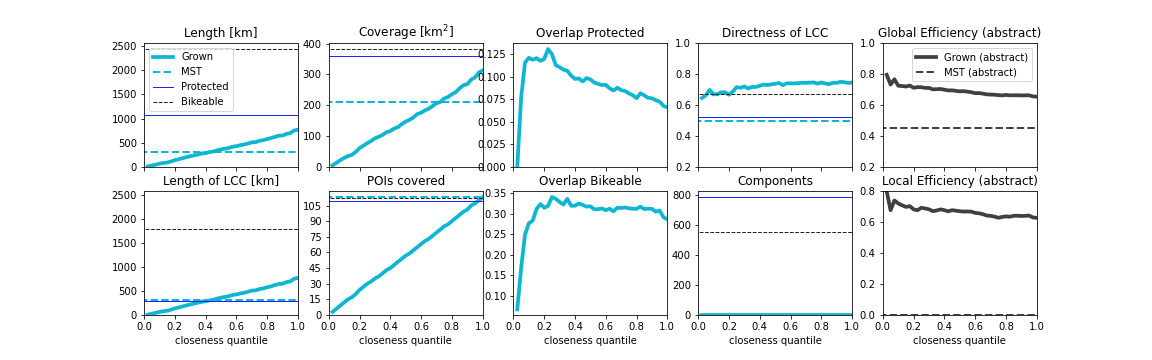 Length [km]
Coverage [km²]
Overlap Protected
Directness of LCC
Global Efficiency (abstract)
2500
2000
1500
1000
500
0
Grown
MST
Protected
Bikeable
400
300
200
100
0
0.125
0.100
0.075
0.050
0.025
0.000
1.0
0.8
0.6
0.4
0.2
1.0
0.8
0.6
0.4
0.2
Grown (abstract)
MST (abstract)
Length of LCC [km]
POIs covered
Overlap Bikeable
Components
Local Efficiency (abstract)
2500
2000
1500
1000
500
0
105
90
75
60
45
30
15
0
0.35
0.30
0.25
0.20
0.15
0.10
800
600
400
200
0
0.8
0.6
0.4
0.2
0.0
0.0 0.2 0.4 0.6 0.8 1.0
0.0 0.2 0.4 0.6 0.8 1.0
0.0 0.2 0.4 0.6 0.8 1.0
0.0 0.2 0.4 0.6 0.8 1.0
0.0 0.2 0.4 0.6 0.8 1.0
closeness quantile
closeness quantile
closeness quantile
closeness quantile
closeness quantile